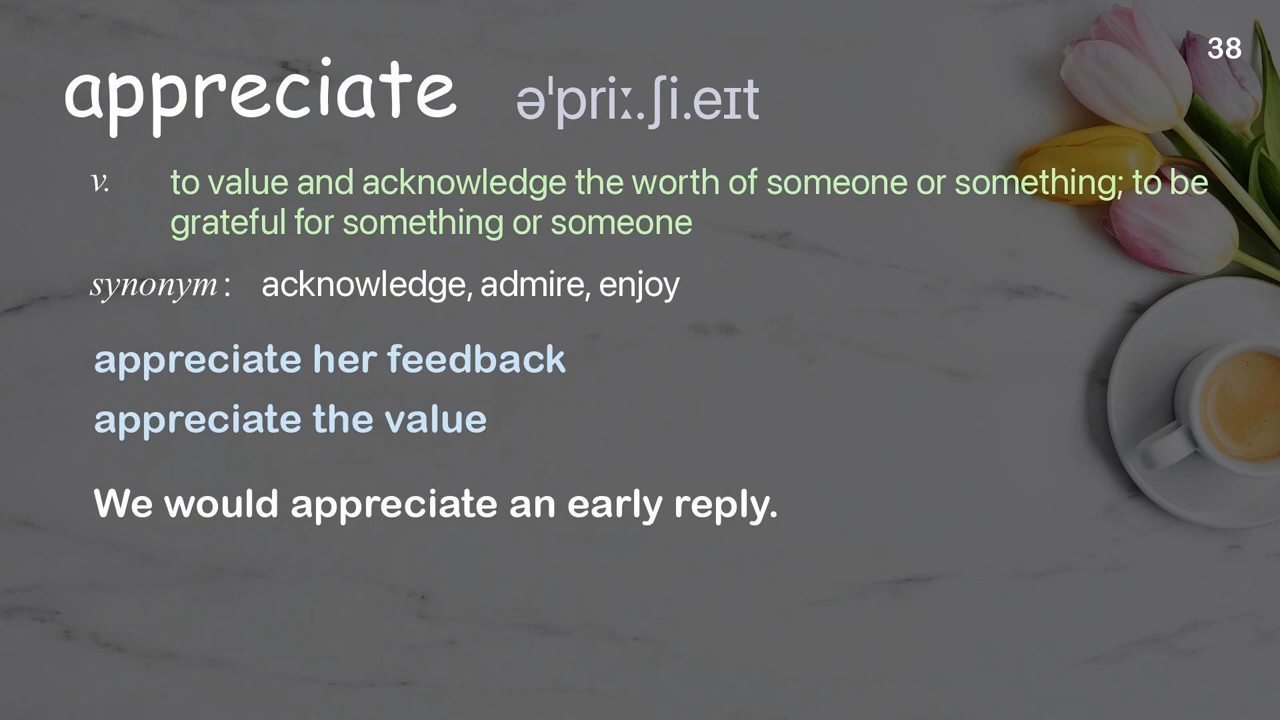 38
appreciate əˈpriː.ʃi.eɪt
v. to value and acknowledge the worth of someone or something; to be
grateful for something or someone
synonym: acknowledge, admire, enjoy
appreciate her feedback
appreciate the value
We would appreciate an early reply.